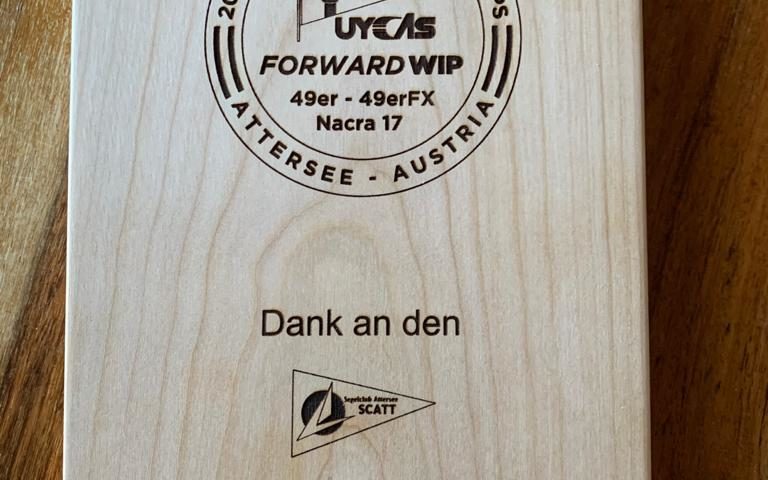 UYCAS
FORWARD WIP
49er - 49erFX
Nacra 17
ATTERSEE - AUSTRIA
Dank an den
Segelclub Attersee
SCATT